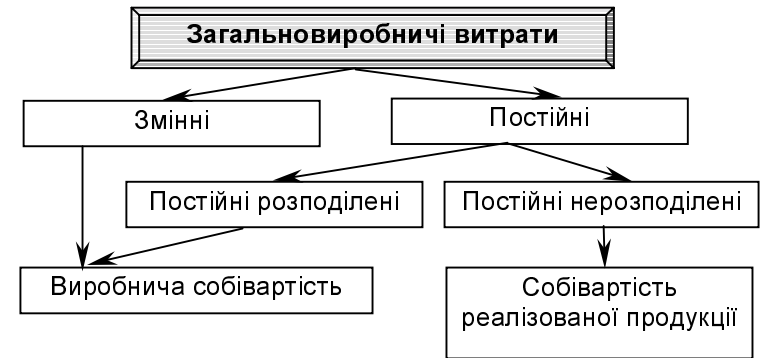 Загальновиробничі витрати
Змінні
Постійні
Постійні розподілені
Постійні нерозподілені
Виробнича собівартість
Собівартість
реалізованої продукції